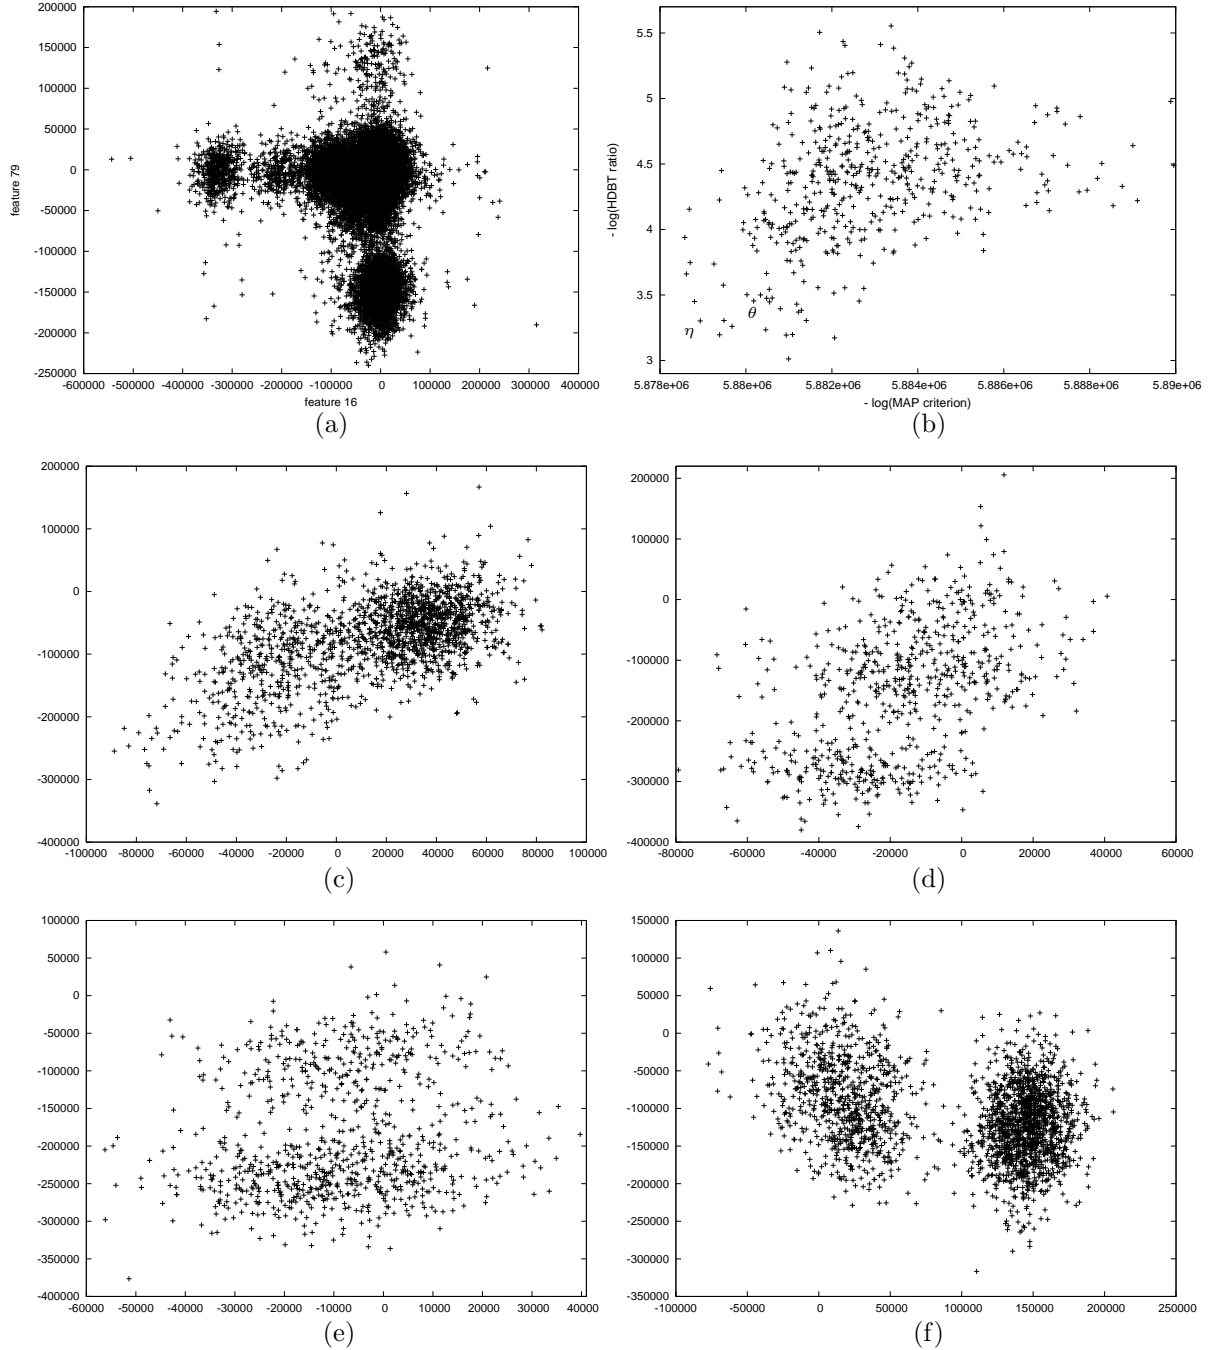 200000
150000
100000
50000
0
-50000
-100000
-150000
-200000
-250000
-600000 -500000 -400000 -300000 -200000 -100000 0 100000 200000 300000 400000
feature 79
feature 16
(a)
5.5
5
4.5
4
3.5
3
5.878e+06 5.88e+06 5.882e+06 5.884e+06 5.886e+06 5.888e+06 5.89e+06
- log(HDBT ratio)
- log(MAP criterion)
η
θ
(b)
200000
100000
0
-100000
-200000
-300000
-400000
-100000 -80000 -60000 -40000 -20000 0 20000 40000 60000 80000 100000
(c)
200000
100000
0
-100000
-200000
-300000
-400000
-80000 -60000 -40000 -20000 0 20000 40000 60000
(d)
100000
50000
0
-50000
-100000
-150000
-200000
-250000
-300000
-350000
-400000
-60000 -50000 -40000 -30000 -20000 -10000 0 10000 20000 30000 40000
(e)
150000
100000
50000
0
-50000
-100000
-150000
-200000
-250000
-300000
-350000
-100000 -50000 0 50000 100000 150000 200000 250000
(f)